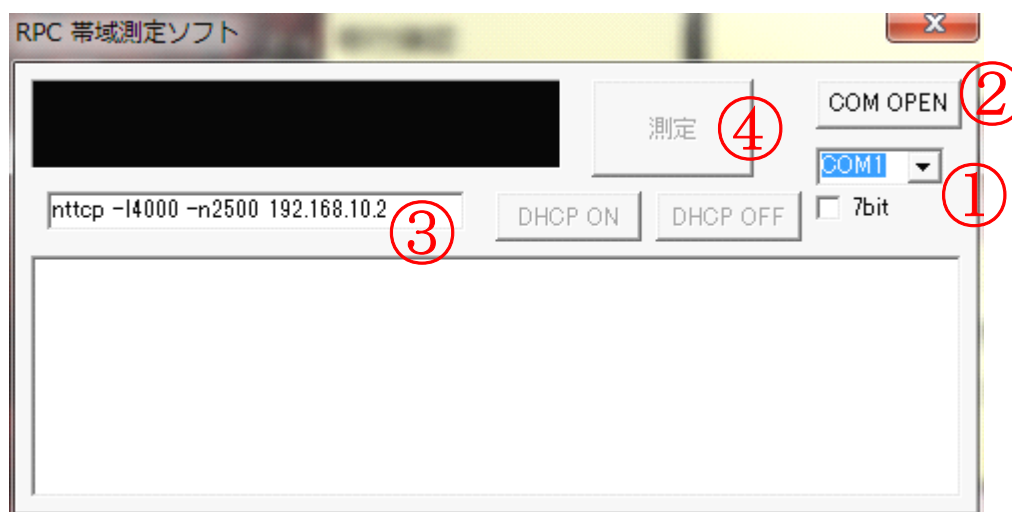 RPC 帯域測定ソフト
測定
④
COM OPEN
②
COM1
①
nttcp -l4000 -n2500 192.168.10.2
③
DHCP ON
DHCP OFF
7bit